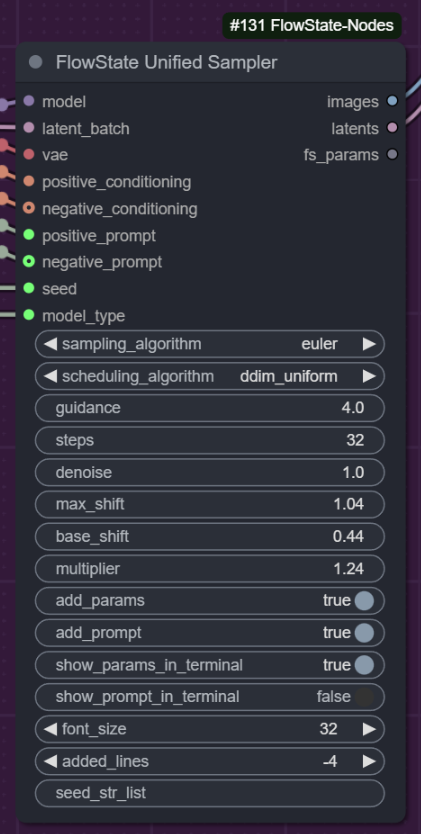 #131 FlowState-Nodes
FlowState Unified Sampler
model images
latent_batch latents
vae fs_params
positive_conditioning
negative_conditioning
positive_prompt
negative_prompt
seed
model_type
sampling_algorithm euler
scheduling_algorithm ddim_uniform
guidance 4.0
steps 32
denoise 1.0
max_shift 1.04
base_shift 0.44
multiplier 1.24
add_params true
add_prompt true
show_params_in_terminal true
show_prompt_in_terminal false
font_size 32
added_lines -4
seed_str_list